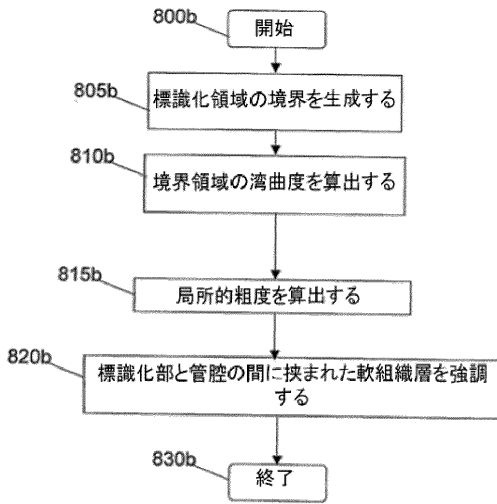 800b
開始
805b
標識化領域の境界を生成する
810b
境界領域の湾曲度を算出する
815b
局所的粗度を算出する
820b
標識化部と管腔の間に挟まれた軟組織層を強調
する
830b
終了